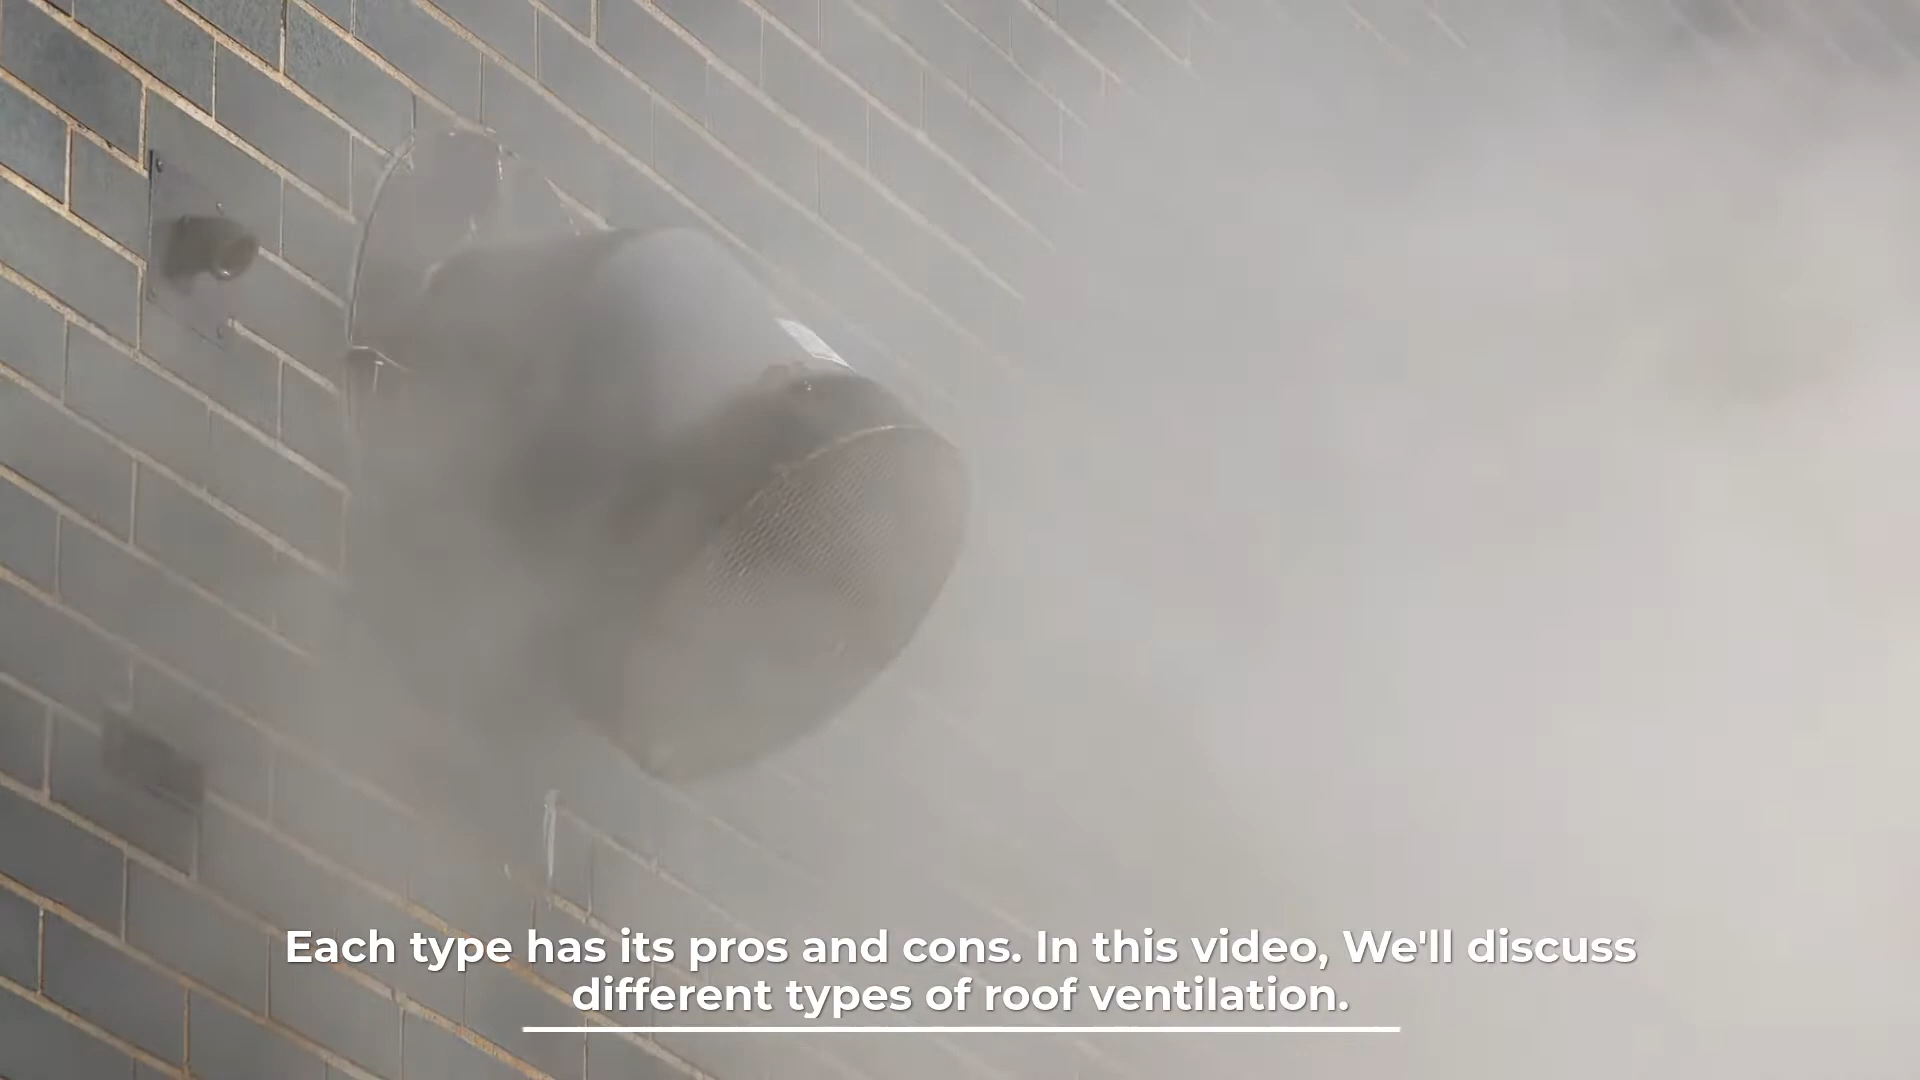 Each type has its pros and cons. In this video, We'll discuss
different types of roof ventilation.